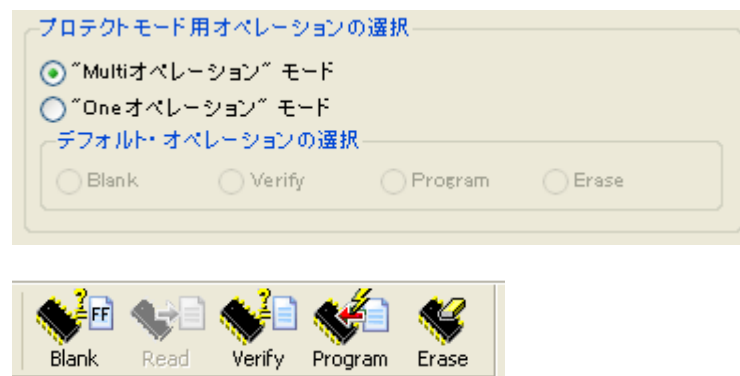 プロテクトモード用オペレーションの選択
"Multiオペレーション" モード
"Oneオペレーション" モード
デフォルト・オペレーションの選択
Blank Verify Program Erase
FF
Blank Read Verify Program Erase